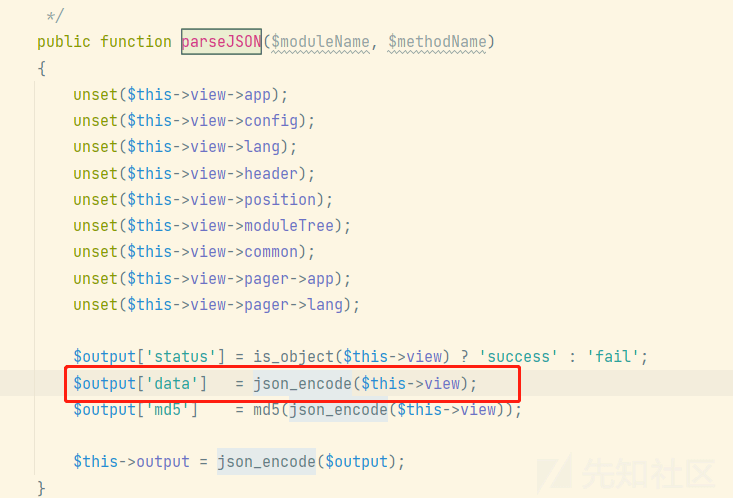 */
public function parseJSON($moduleName, $methodName)
{
    unset($this->view->app);
    unset($this->view->config);
    unset($this->view->lang);
    unset($this->view->header);
    unset($this->view->position);
    unset($this->view->moduleTree);
    unset($this->view->common);
    unset($this->view->pager->app);
    unset($this->view->pager->lang);
    $output['status'] = is_object($this->view) ? 'success' : 'fail';
    $output['data']   = json_encode($this->view);
    $output['md5']    = md5(json_encode($this->view));
    $this->output = json_encode($output);
}
先知社区